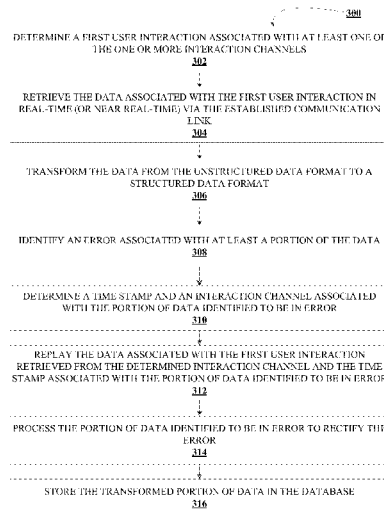 300
DETERMINE A FIRST USER INTERACTION ASSOCIATED WITH AT LEAST ONE OF
THE ONE OR MORE INTERACTION CHANNELS
302
RETRIEVE THE DATA ASSOCIATED WITH THE FIRST USER INTERACTION IN
REAL-TIME (OR NEAR REAL-TIME) VIA THE ESTABLISHED COMMUNICATION
LINK
304
TRANSFORM THE DATA FROM THE UNSTRUCTURED DATA FORMAT TO A
STRUCTURED DATA FORMAT
306
IDENTIFY AN ERROR ASSOCIATED WITH AT LEAST A PORTION OF THE DATA
308
DETERMINE A TIME STAMP AND AN INTERACTION CHANNEL ASSOCIATED
WITH THE PORTION OF DATA IDENTIFIED TO BE IN ERROR
310
REPLAY THE DATA ASSOCIATED WITH THE FIRST USER INTERACTION
RETRIEVED FROM THE DETERMINED INTERACTION CHANNEL AND THE TIME
STAMP ASSOCIATED WITH THE PORTION OF DATA IDENTIFIED TO BE IN ERROR
312
PROCESS THE PORTION OF DATA IDENTIFIED TO BE IN ERROR TO RECTIFY THE
ERROR
314
STORE THE TRANSFORMED PORTION OF DATA IN THE DATABASE
316